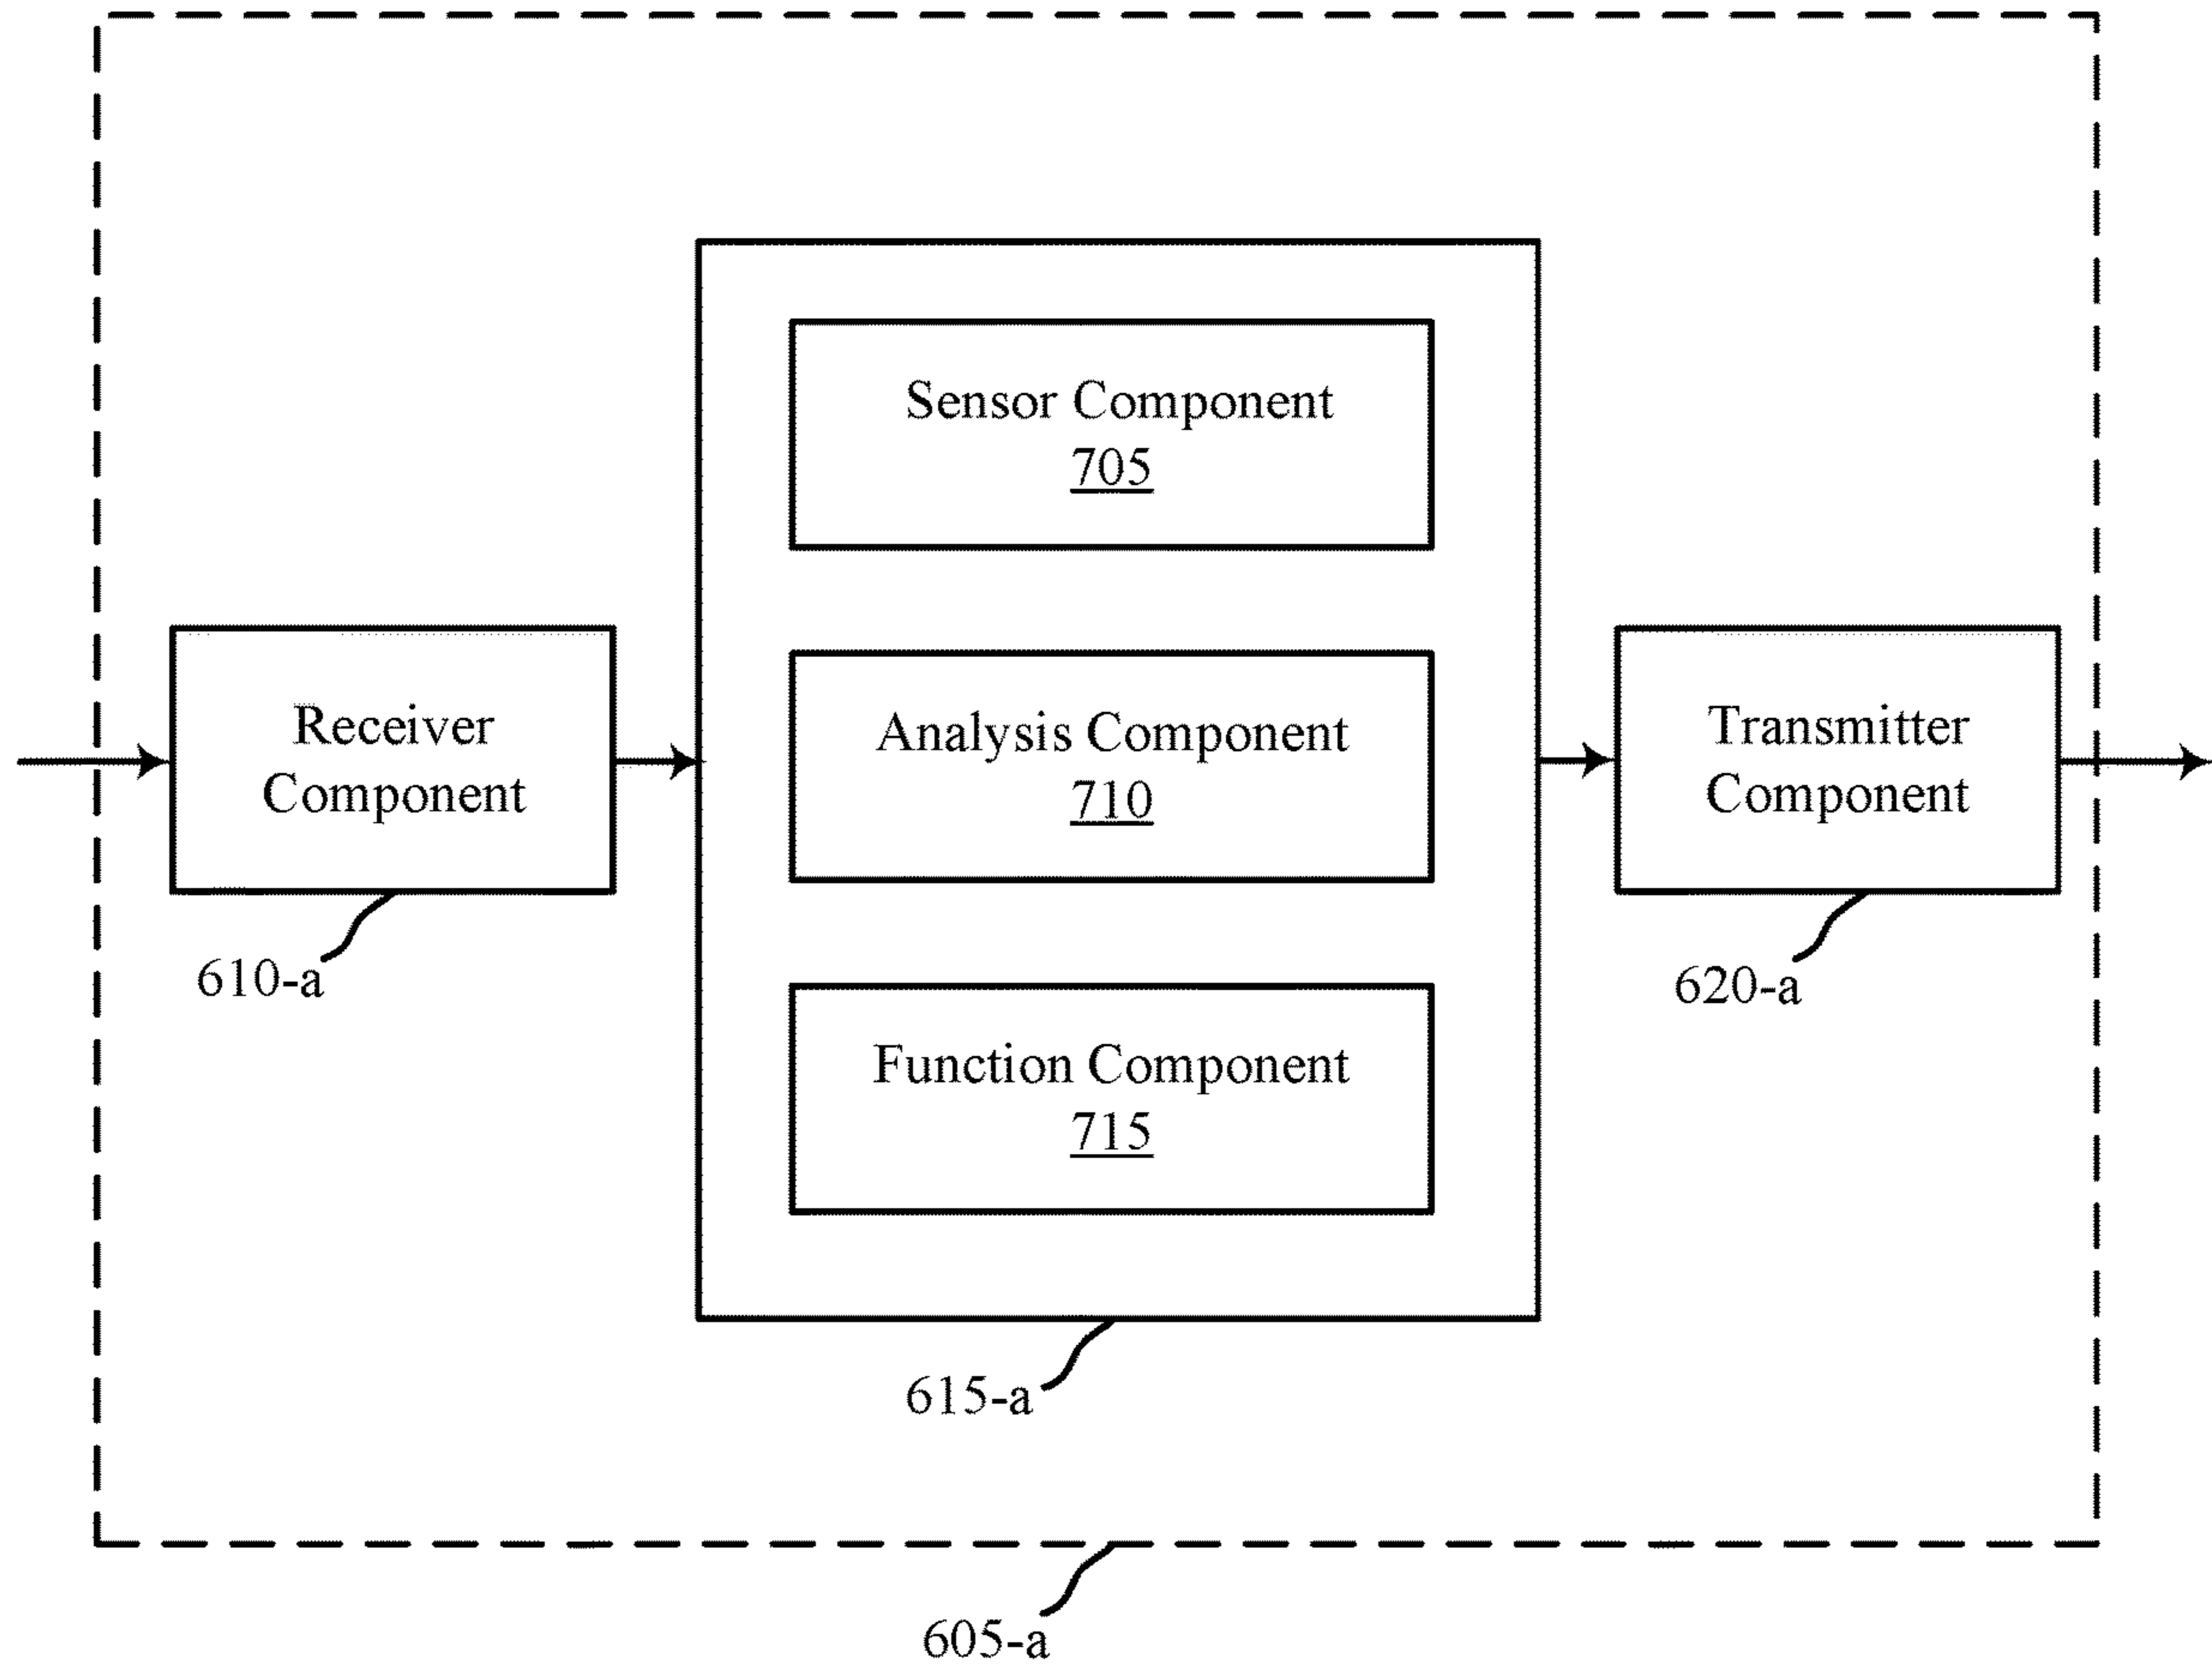 Sensor Component
705
Receiver
Component
610-a
Analysis Component
710
Function Component
715
Transmitter
Component
620-a
615-a
605-a